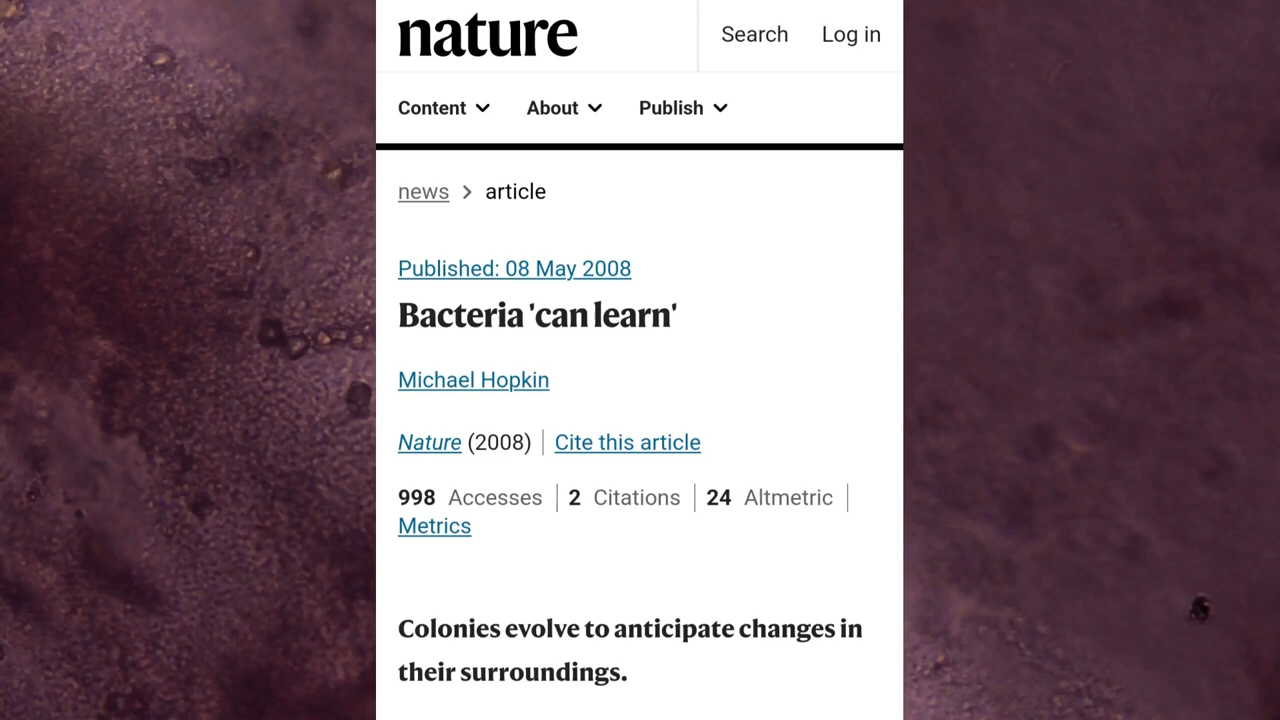 nature
Search
Log in
Content
About
Publish
news > article
Published: 08 May 2008
Bacteria 'can learn'
Michael Hopkin
Nature (2008) | Cite this article
998 Accesses | 2 Citations | 24 Altmetric |
Metrics
Colonies evolve to anticipate changes in
their surroundings.